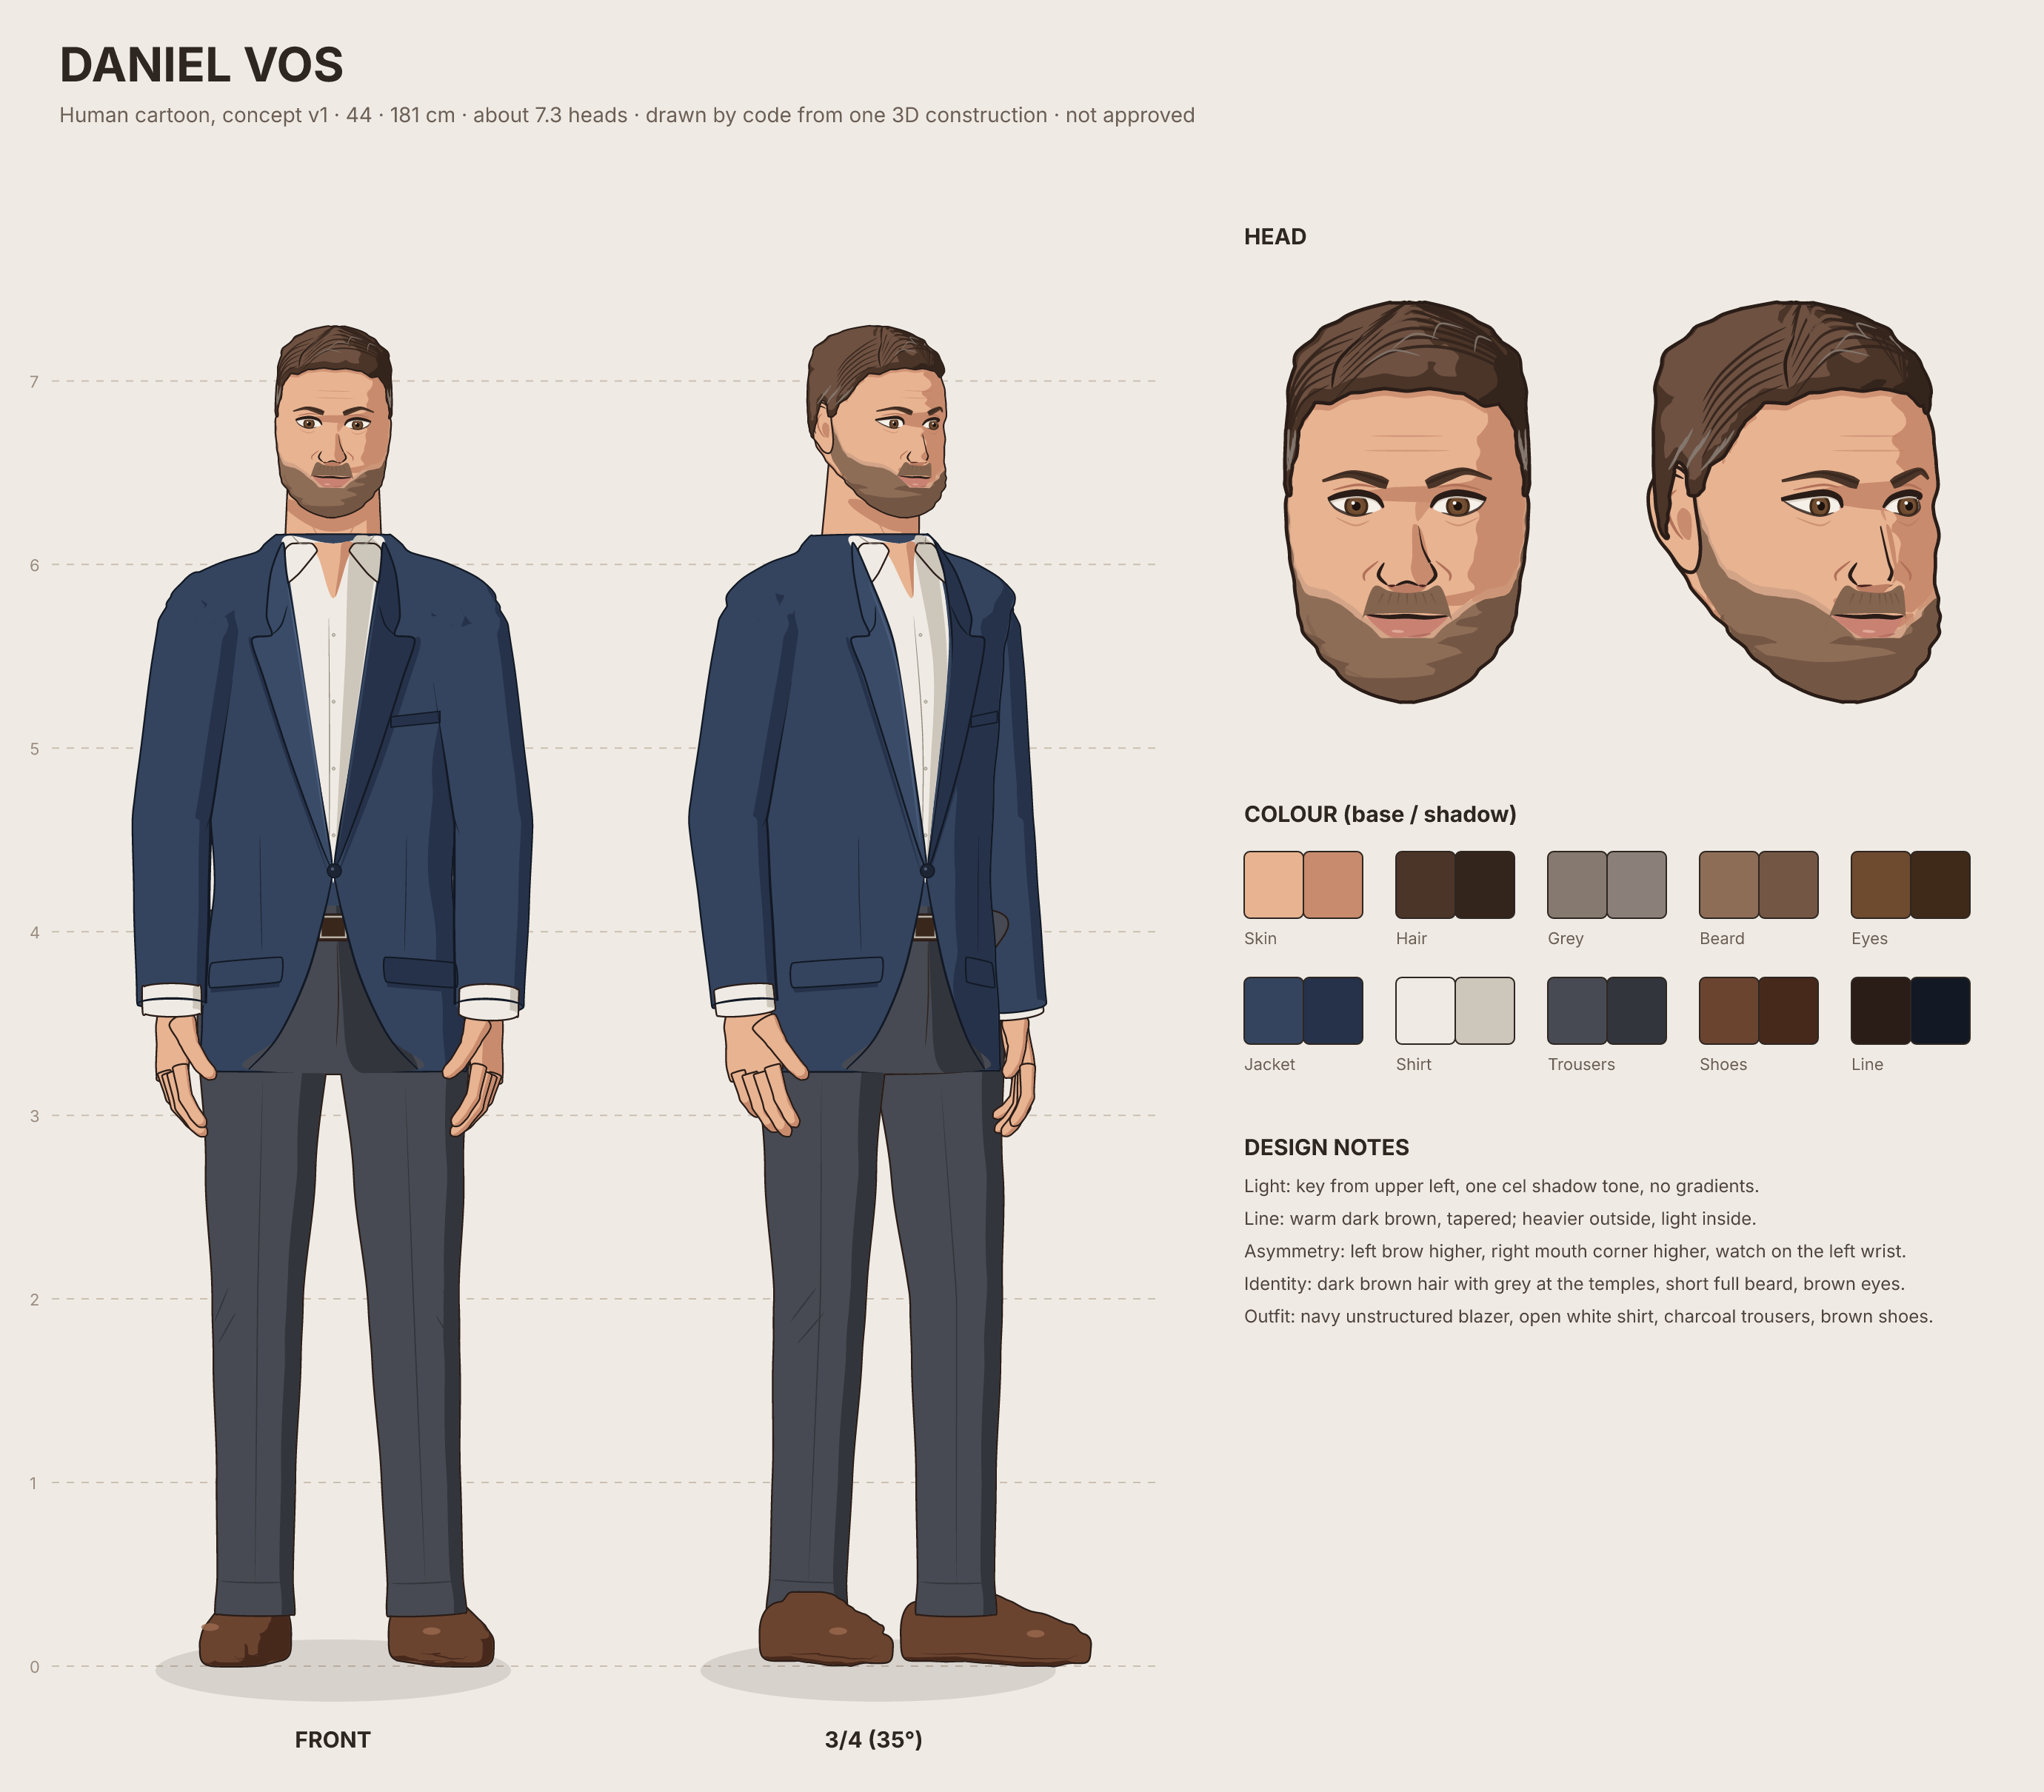 DANIEL VOS
Human cartoon, concept v1 · 44 · 181 cm · about 7.3 heads · drawn by code from one 3D construction · not approved
HEAD
7
6
5
4
3
2
1
0
FRONT
3/4 (35°)
COLOUR (base / shadow)
Skin
Hair
Grey
Beard
Eyes
Jacket
Shirt
Trousers
Shoes
Line
DESIGN NOTES
Light: key from upper left, one cel shadow tone, no gradients.
Line: warm dark brown, tapered; heavier outside, light inside.
Asymmetry: left brow higher, right mouth corner higher, watch on the left wrist.
Identity: dark brown hair with grey at the temples, short full beard, brown eyes.
Outfit: navy unstructured blazer, open white shirt, charcoal trousers, brown shoes.